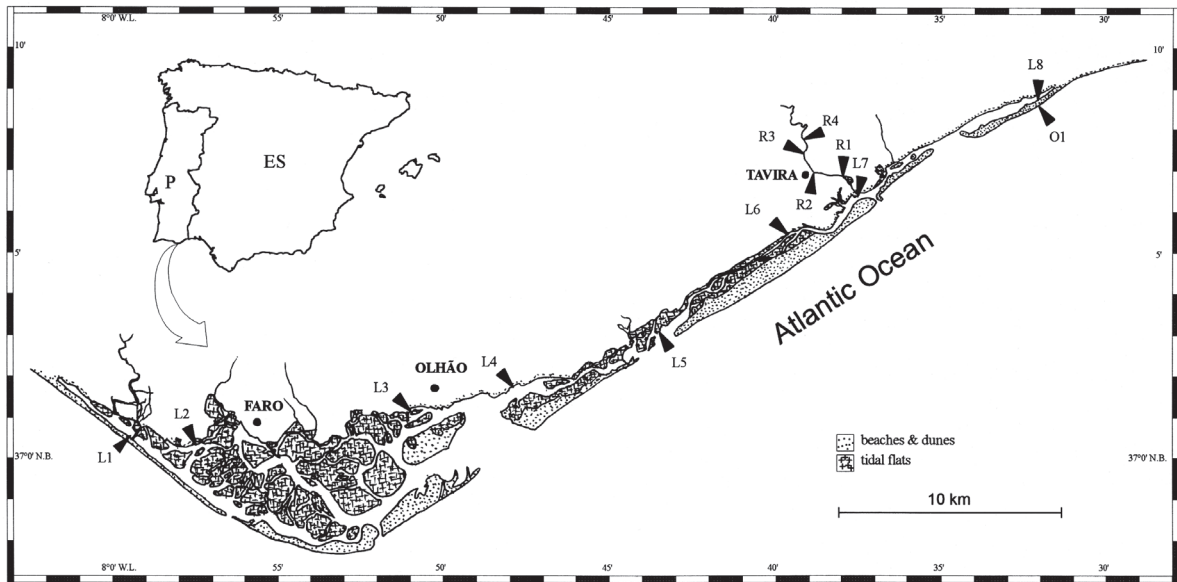 8°0' W.L.
55'
50'
45'
40'
35'
30'
10'
10'
L8
O1
R4
R3
R1
L7
TAVIRA
R2
L6
ES
P
5'
5'
Atlantic Ocean
L5
L4
OLHÃO
L3
FARO
L2
L1
37°0' N.B.
37°0' N.B.
beaches & dunes
tidal flats
10 km
8°0' W.L.
55'
50'
45'
40'
35'
30'